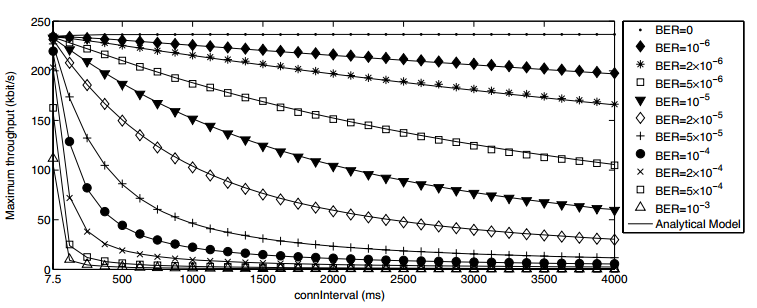 250
200
150
100
50
0
Maximum throughput (kbit/s)
7.5 500 1000 1500 2000 2500 3000 3500 4000
connInterval (ms)
BER=0
BER=10⁻⁶
BER=2×10⁻⁶
BER=5×10⁻⁶
BER=10⁻⁵
BER=2×10⁻⁵
BER=5×10⁻⁵
BER=10⁻⁴
BER=2×10⁻⁴
BER=5×10⁻⁴
BER=10⁻³
Analytical Model